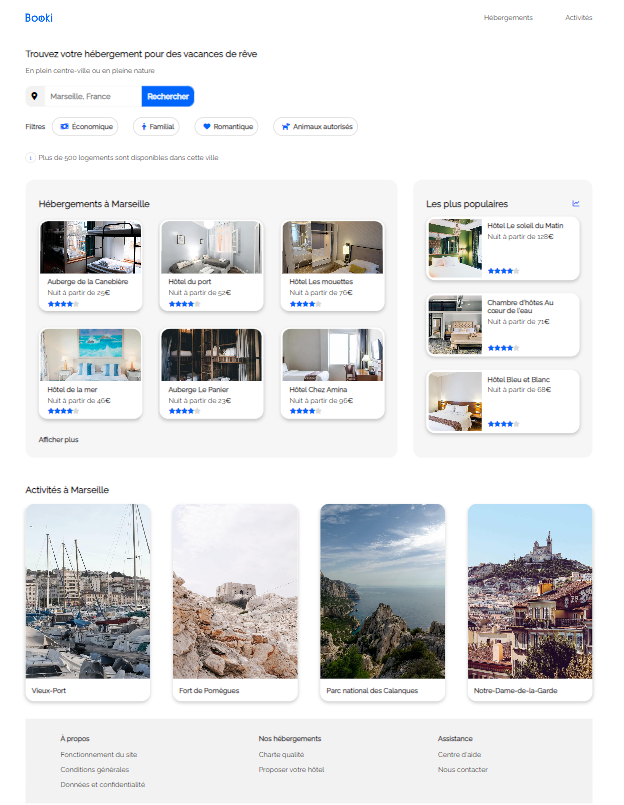 Booki
Hébergements
Activités
Trouvez votre hébergement pour des vacances de rêve
En plein centre-ville ou en pleine nature
Marseille, France
Rechercher
Filtres
Économique
Familial
Romantique
Animaux autorisés
i Plus de 500 logements sont disponibles dans cette ville
Hébergements à Marseille
Auberge de la Canebière
Nuit à partir de 25€
Hôtel du port
Nuit à partir de 52€
Hôtel Les mouettes
Nuit à partir de 76€
Hôtel de la mer
Nuit à partir de 46€
Auberge Le Panier
Nuit à partir de 23€
Hôtel Chez Amina
Nuit à partir de 96€
Afficher plus
Les plus populaires
Hôtel Le soleil du Matin
Nuit à partir de 128€
Chambre d'hôtes Au
cœur de l'eau
Nuit à partir de 71€
Hôtel Bleu et Blanc
Nuit à partir de 68€
Activités à Marseille
Vieux-Port
Fort de Pomègues
Parc national des Calanques
Notre-Dame-de-la-Garde
À propos
Fonctionnement du site
Conditions générales
Données et confidentialité
Nos hébergements
Charte qualité
Proposer votre hôtel
Assistance
Centre d'aide
Nous contacter